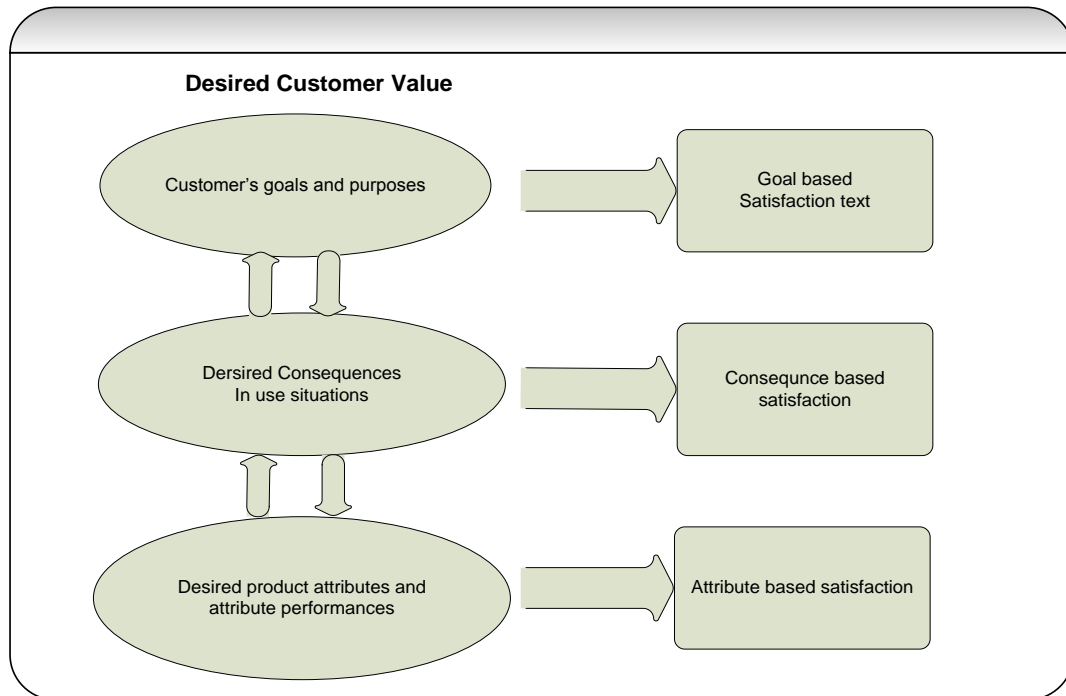 Desired Customer Value
Customer’s goals and purposes
Goal based
Satisfaction text
Dersired Consequences
In use situations
Consequnce based
satisfaction
Desired product attributes and
attribute performances
Attribute based satisfaction